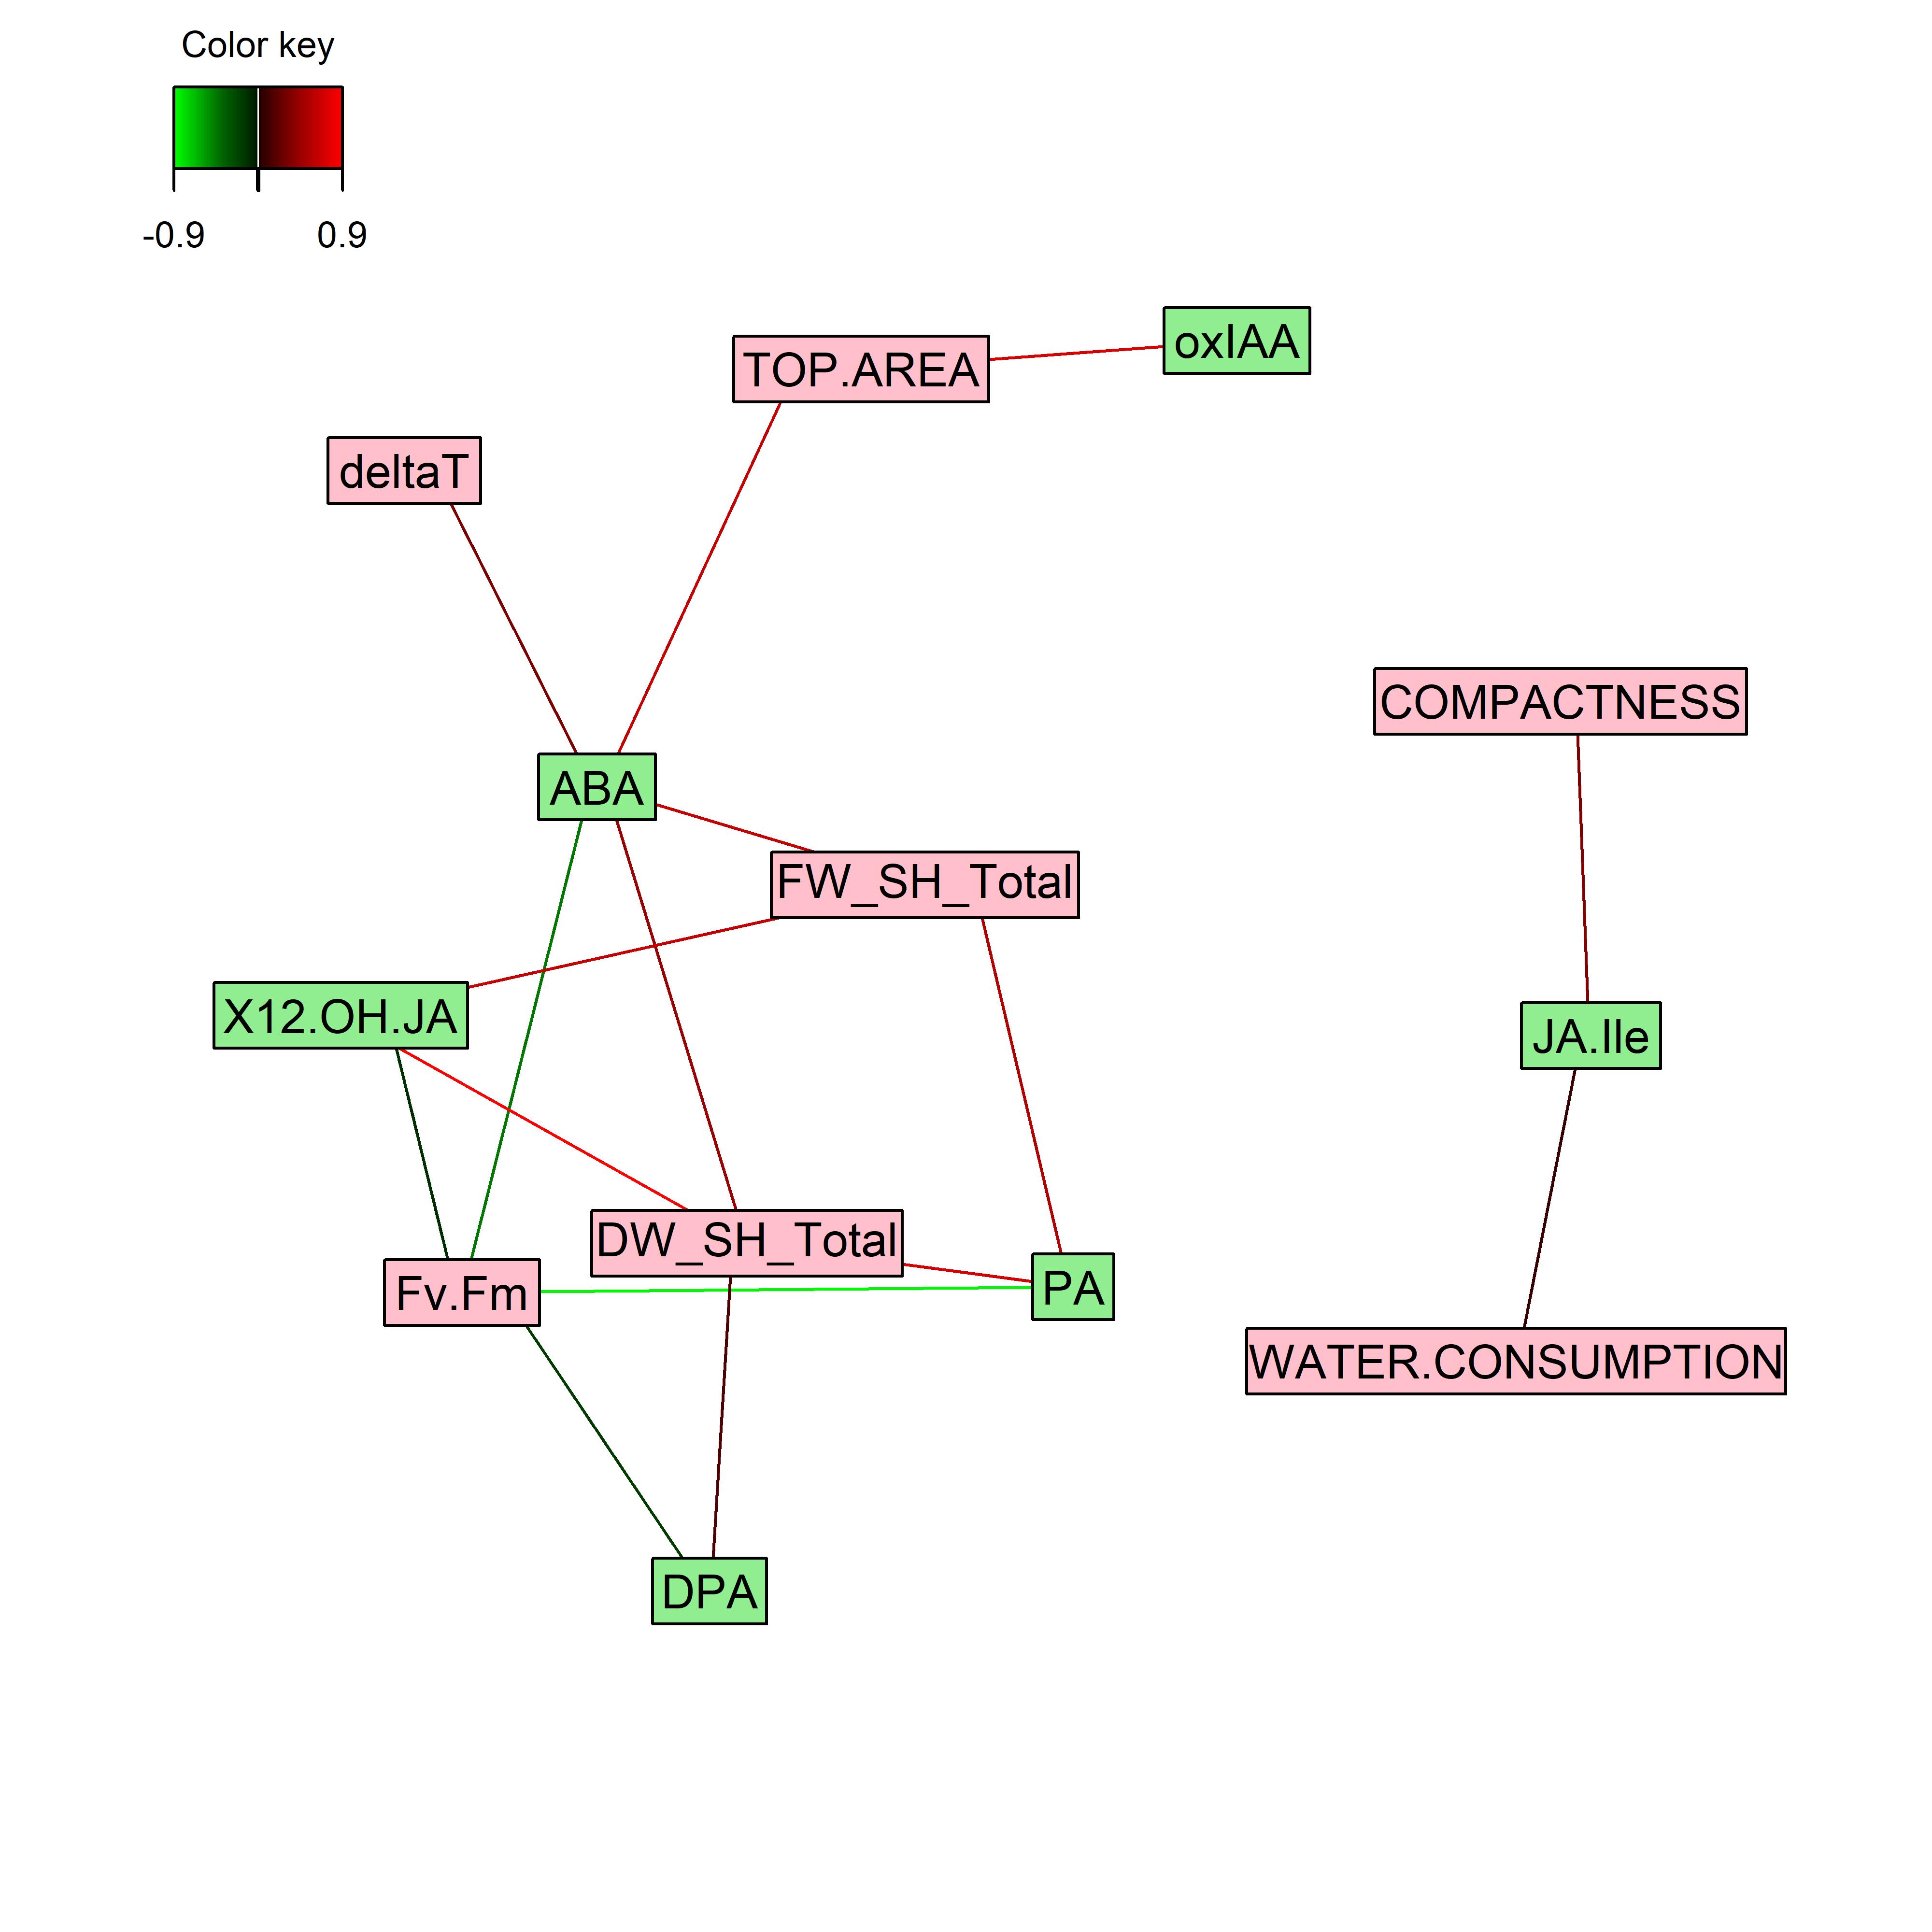 Color key
-0.9 0.9
oxIAA
TOP.AREA
deltaT
COMPACTNESS
ABA
FW_SH_Total
X12.OH.JA
JA.Ile
DW_SH_Total
PA
Fv.Fm
WATER.CONSUMPTION
DPA